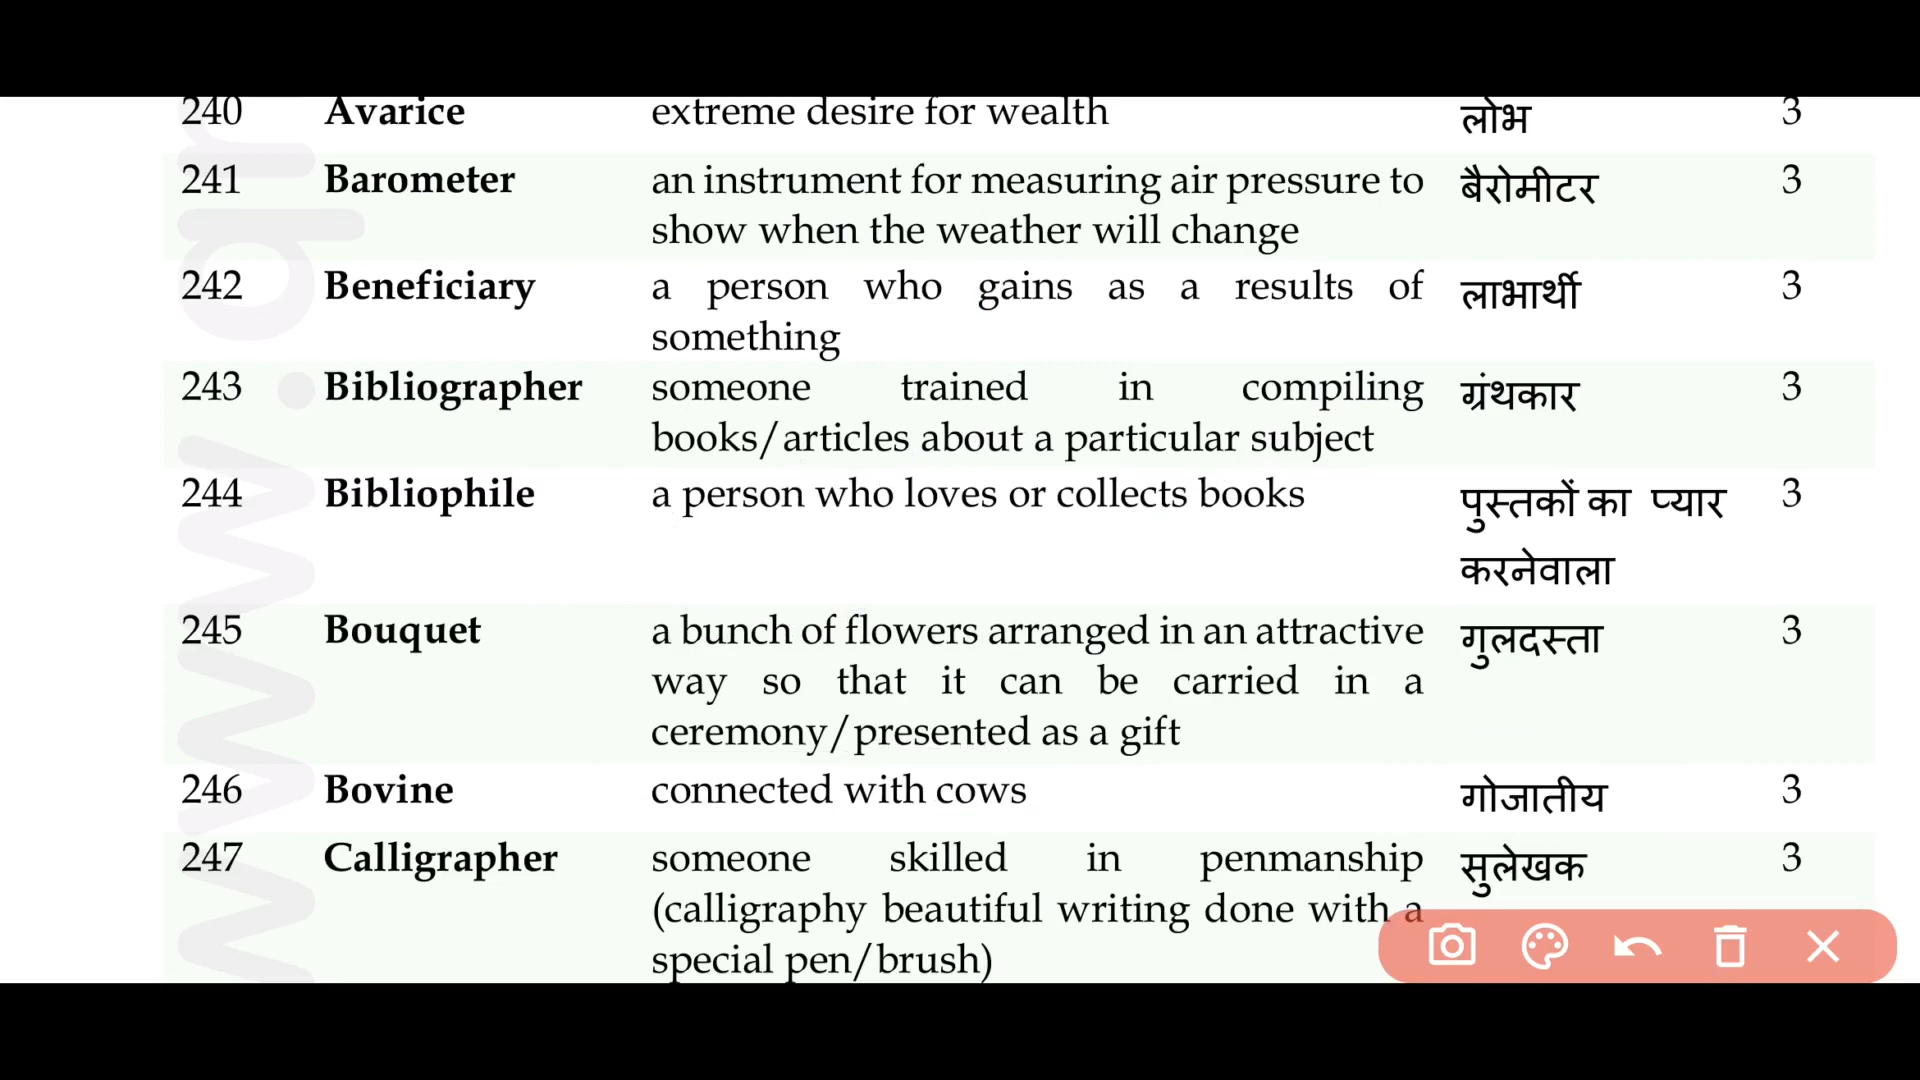 240 Avarice extreme desire for wealth लोभ 3
241 Barometer an instrument for measuring air pressure to बैरोमीटर 3
show when the weather will change
242 Beneficiary a person who gains as a results of लाभार्थी 3
something
243 Bibliographer someone trained in compiling ग्रंथकार 3
books/articles about a particular subject
244 Bibliophile a person who loves or collects books पुस्तकों का प्यार 3
करनेवाला
245 Bouquet a bunch of flowers arranged in an attractive गुलदस्ता 3
way so that it can be carried in a
ceremony/presented as a gift
246 Bovine connected with cows गोजातीय 3
247 Calligrapher someone skilled in penmanship सुलेखक 3
(calligraphy beautiful writing done with a
special pen/brush)